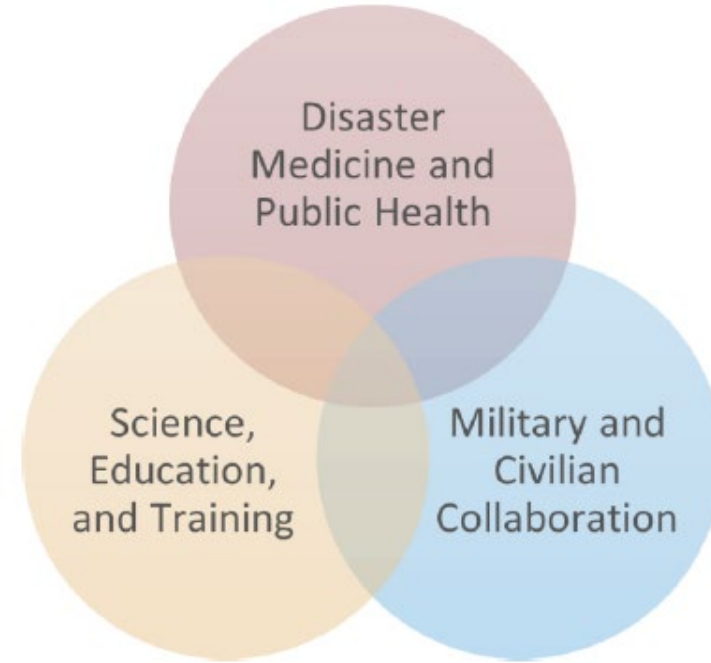 Disaster
Medicine and
Public Health
Science,
Education,
and Training
Military and
Civilian
Collaboration